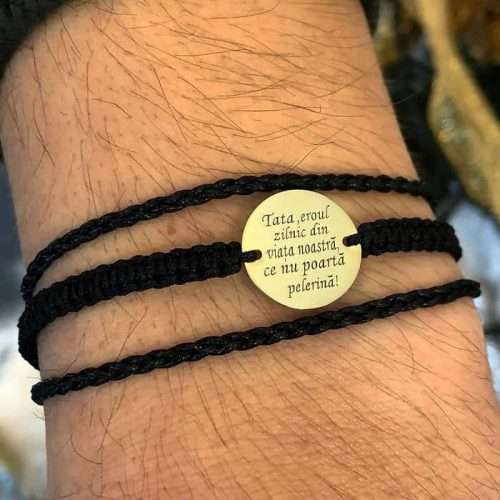 Tata, eroul
zilnic din
viața noastră,
ce nu poartă
pelerină!